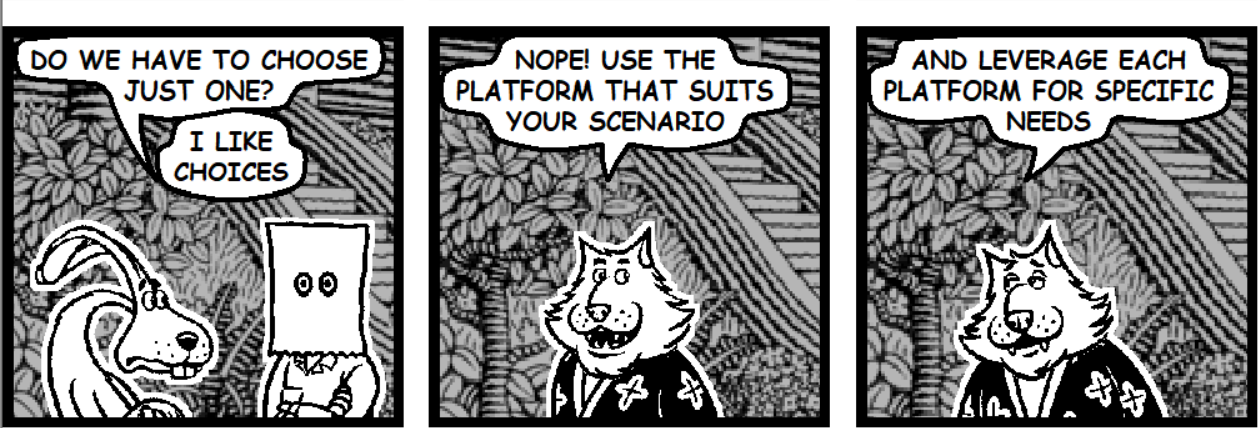 DO WE HAVE TO CHOOSE
JUST ONE?
I LIKE
CHOICES
NOPE! USE THE
PLATFORM THAT SUITS
YOUR SCENARIO
AND LEVERAGE EACH
PLATFORM FOR SPECIFIC
NEEDS